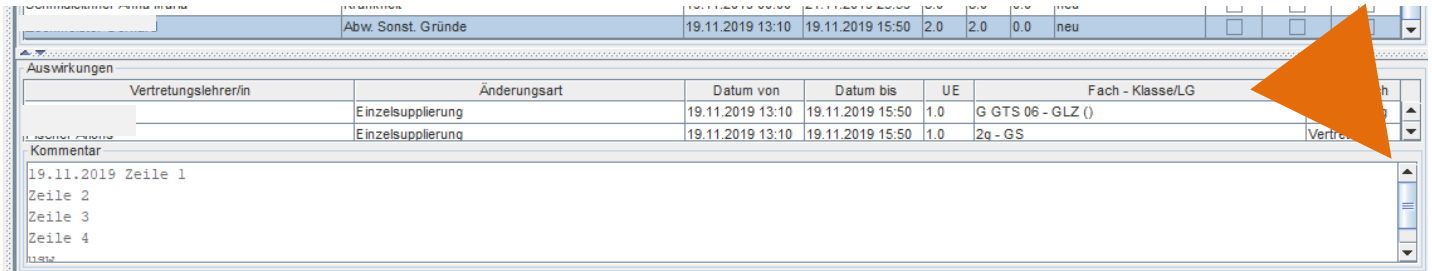 Abw. Sonst. Gründe 19.11.2019 13:10 19.11.2019 15:50 2.0 2.0 0.0 neu
Auswirkungen
Vertretungslehrer/in Änderungsart Datum von Datum bis UE Fach - Klasse/LG
Einzelsupplierung 19.11.2019 13:10 19.11.2019 15:50 1.0 G GTS 06 - GLZ ()
Einzelsupplierung 19.11.2019 13:10 19.11.2019 15:50 1.0 2q - GS
Kommentar
19.11.2019 Zeile 1
Zeile 2
Zeile 3
Zeile 4
usw